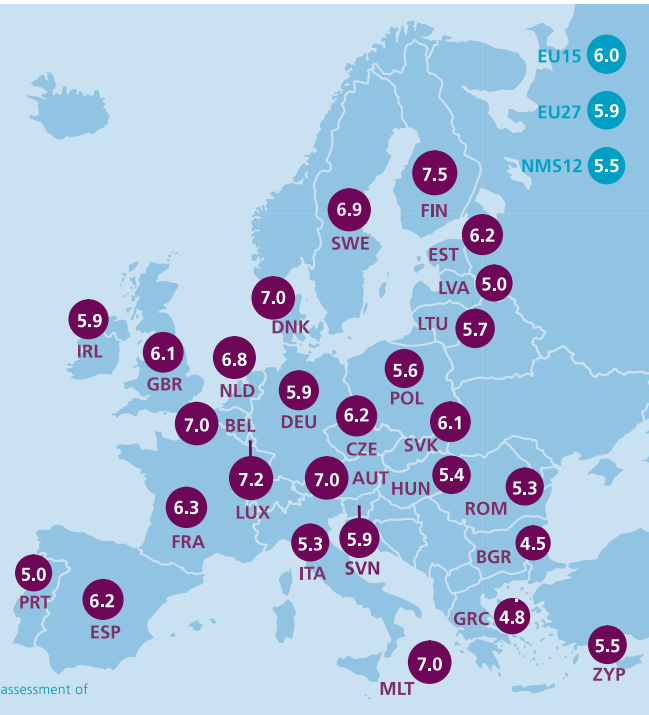 EU15 6.0
EU27 5.9
NMS12 5.5
7.5
FIN
6.9
SWE
6.2
EST
LVA 5.0
7.0
DNK
LTU 5.7
5.9
IRL
6.1
GBR
6.8
NLD
5.6
POL
5.9
DEU
6.2
CZE
6.1
SVK
7.0 BEL
7.2
LUX
7.0 AUT
HUN 5.4
ROM 5.3
6.3
FRA
5.3
ITA
5.9
SVN
BGR 4.5
5.0
PRT
6.2
ESP
GRC 4.8
5.5
ZYP
7.0
MLT
assessment of